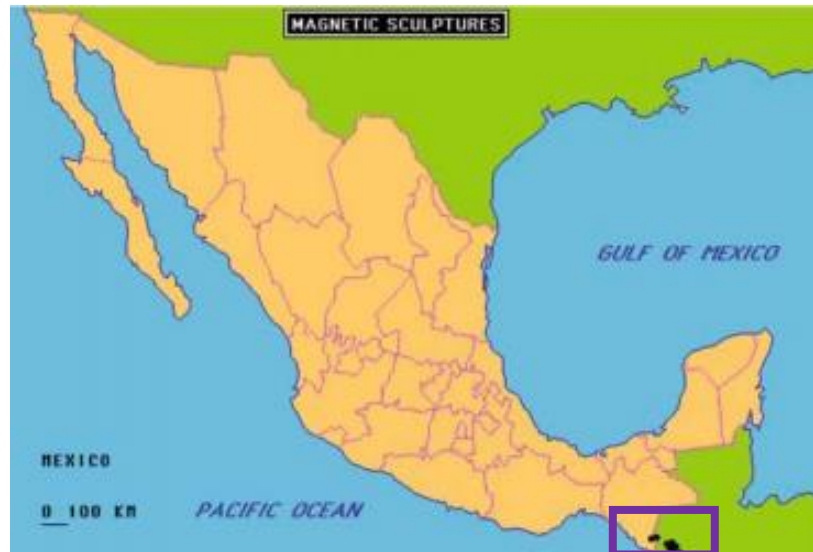 MAGNETIC SCULPTURES
GULF OF MEXICO
MEXICO
0 100 KM
PACIFIC OCEAN